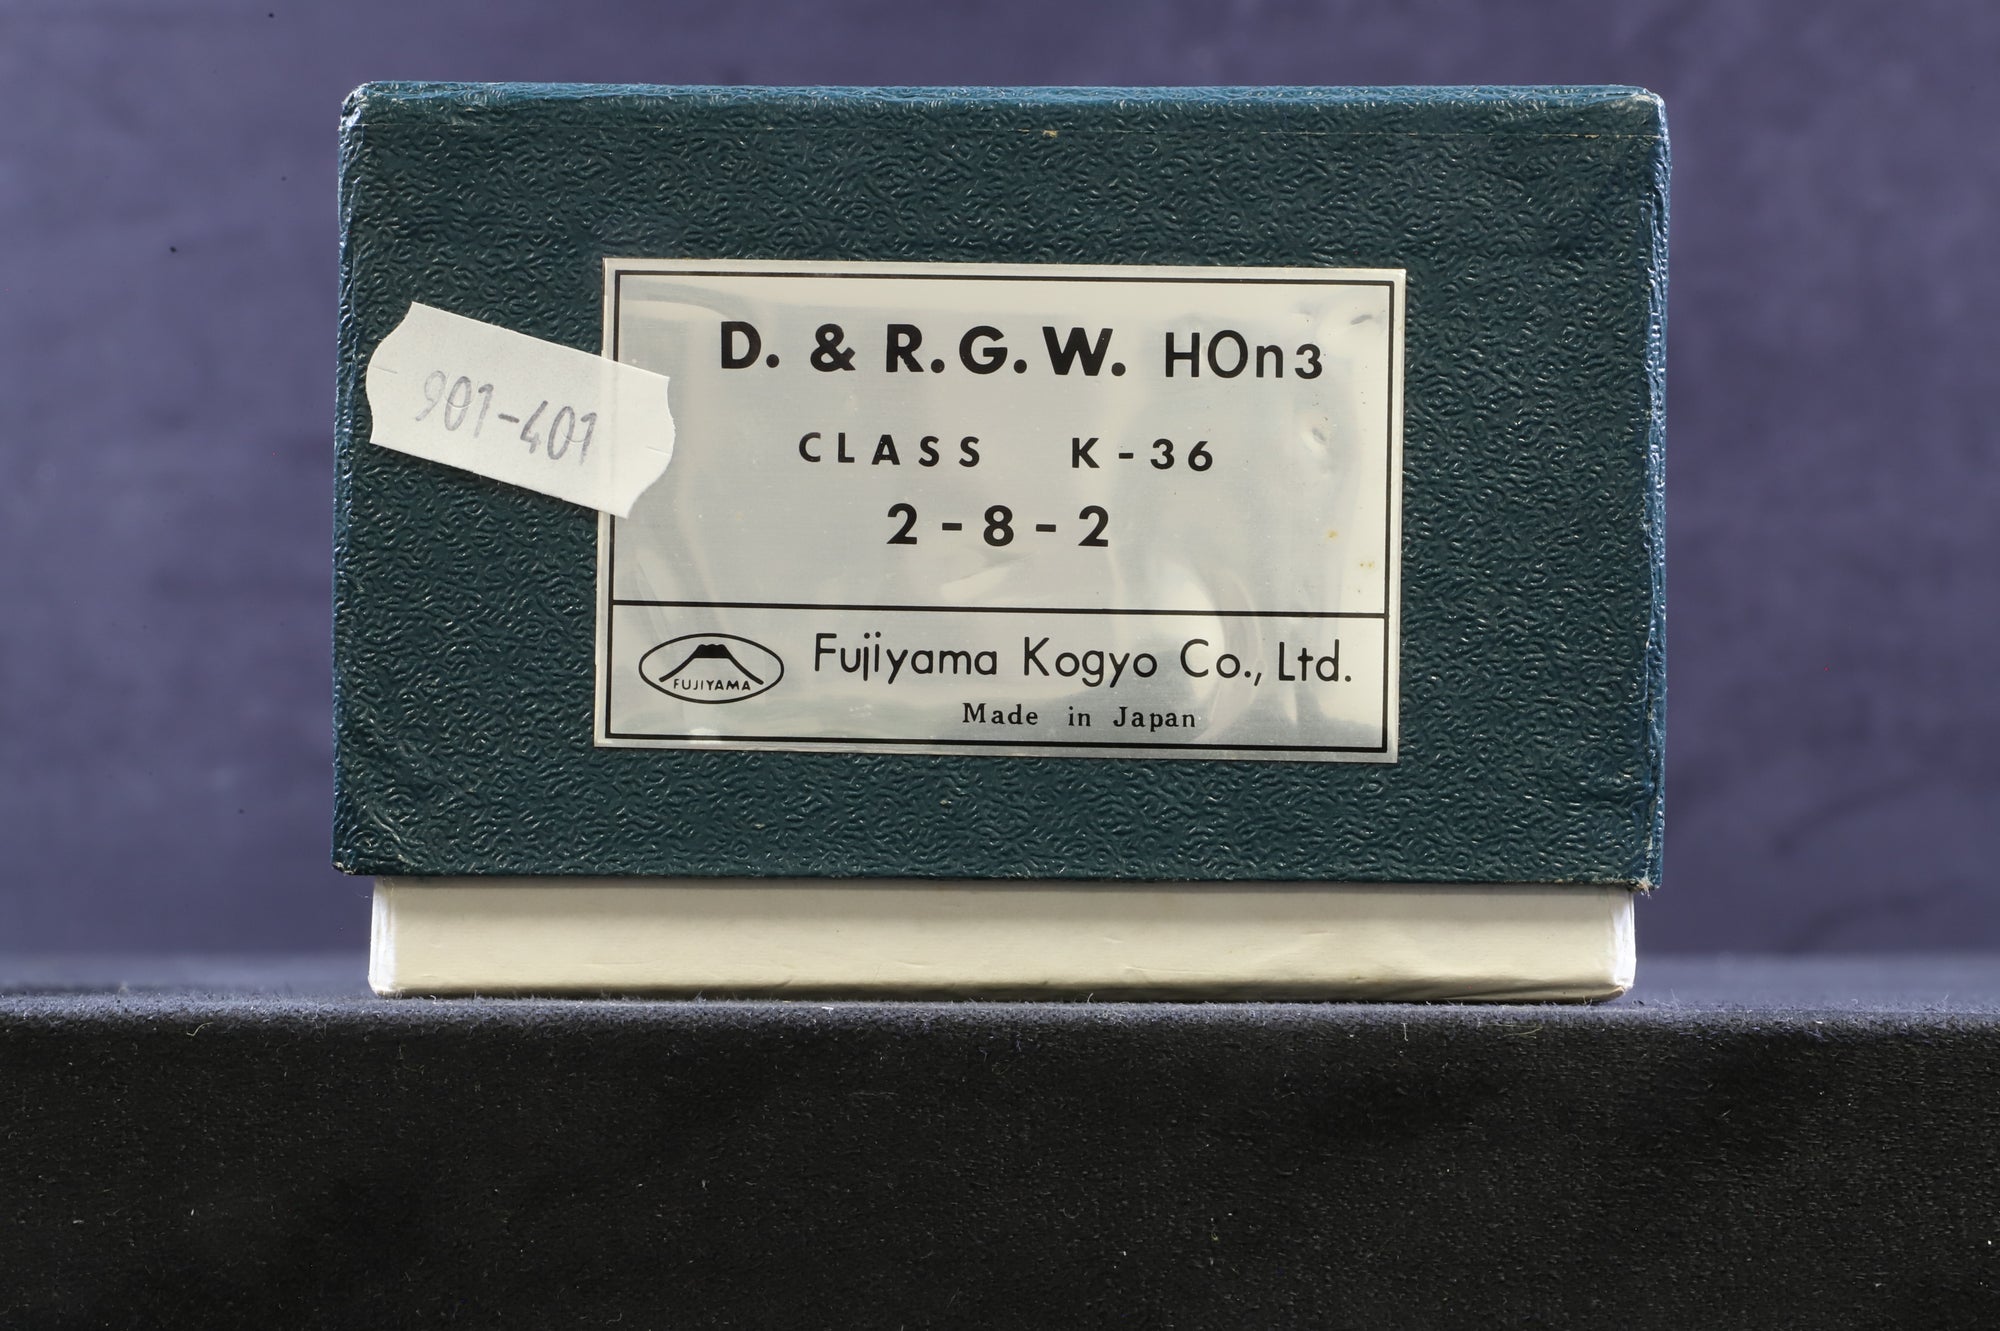 901-401
D. & R.G.W. HOn3
CLASS K-36
2-8-2
FUJIYAMA
Fujiyama Kogyo Co., Ltd.
Made in Japan